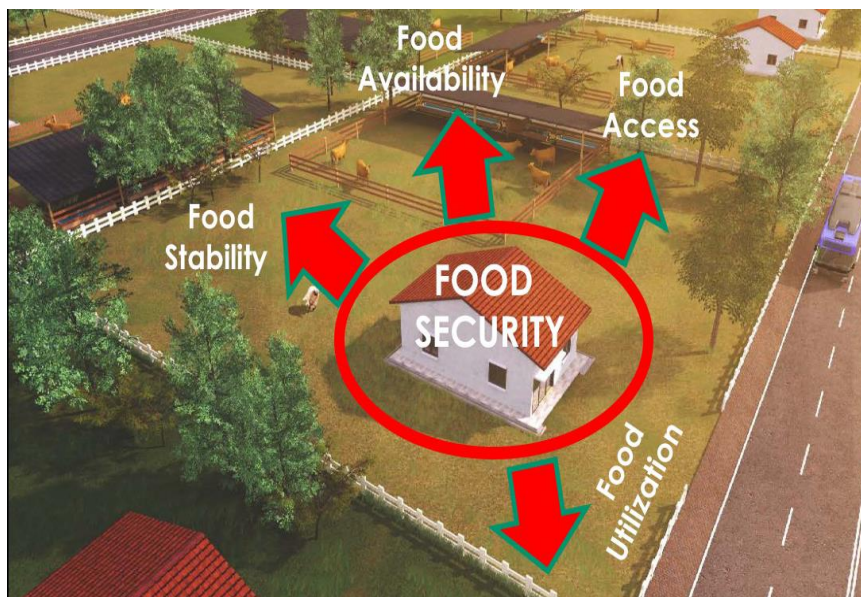 Food
Availability
Food
Access
Food
Stability
FOOD
SECURITY
Food
Utilization